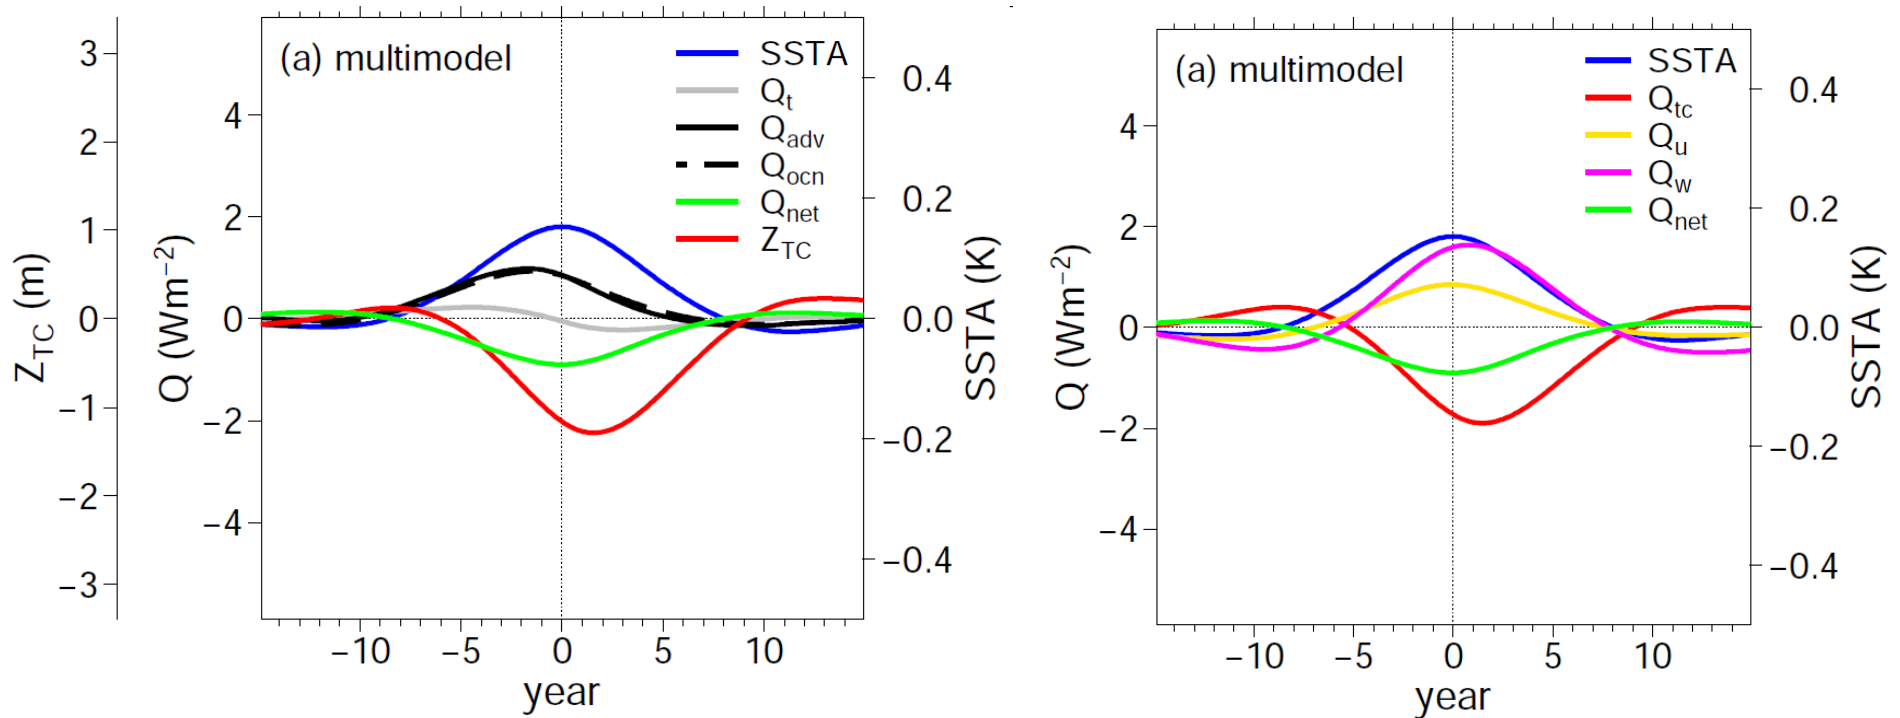 (a) multimodel
SSTA
Qt
Qadv
Qocn
Qnet
ZTC
3
2
1
0
−1
−2
−3
ZTC (m)
4
2
0
−2
−4
Q (Wm−2)
0.4
0.2
0.0
−0.2
−0.4
SSTA (K)
−10 −5 0 5 10
year
(a) multimodel
SSTA
Qtc
Qu
Qw
Qnet
4
2
0
−2
−4
Q (Wm−2)
0.4
0.2
0.0
−0.2
−0.4
SSTA (K)
−10 −5 0 5 10
year